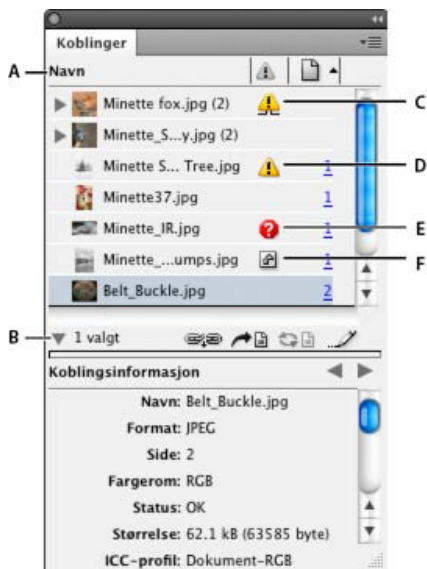 Koblinger
A
Navn
Minette fox.jpg (2)
C
Minette_S...y.jpg (2)
Minette S... Tree.jpg
1
D
Minette37.jpg
1
Minette_IR.jpg
1
E
Minette_...umps.jpg
1
F
Belt_Buckle.jpg
2
B
1 valgt
Koblingsinformasjon
Navn: Belt_Buckle.jpg
Format: JPEG
Side: 2
Fargerom: RGB
Status: OK
Størrelse: 62.1 kB (63585 byte)
ICC-profil: Dokument-RGB